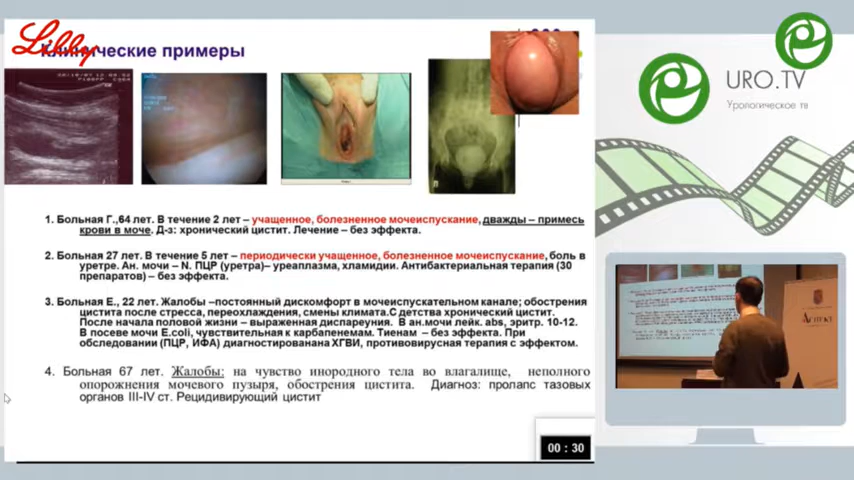 Lilly
Клинические примеры
1. Больная Г.,64 лет. В течение 2 лет – учащенное, болезненное мочеиспускание, дважды – примесь
крови в моче. Д-з: хронический цистит. Лечение – без эффекта.
2. Больная 27 лет. В течение 5 лет – периодически учащенное, болезненное мочеиспускание, боль в
уретре. Ан. мочи – N. ПЦР (уретра)– уреаплазма, хламидии. Антибактериальная терапия (30
препаратов) – без эффекта.
3. Больная Е., 22 лет. Жалобы –постоянный дискомфорт в мочеиспускательном канале; обострения
цистита после стресса, переохлаждения, смены климата.С детства хронический цистит.
После начала половой жизни – выраженная диспареуния. В ан.мочи лейк. abs, эритр. 10-12.
В посеве мочи E.coli, чувствительная к карбапенемам. Тиенам – без эффекта. При
обследовании (ПЦР, ИФА) диагностированана ХГВИ, противовирусная терапия с эффектом.
4. Больная 67 лет. Жалобы: на чувство инородного тела во влагалище, неполного
опорожнения мочевого пузыря, обострения цистита. Диагноз: пролапс тазовых
органов III-IV ст. Рецидивирующий цистит
00 : 30
URO.TV
Урологическое тв
АСПЕКТ